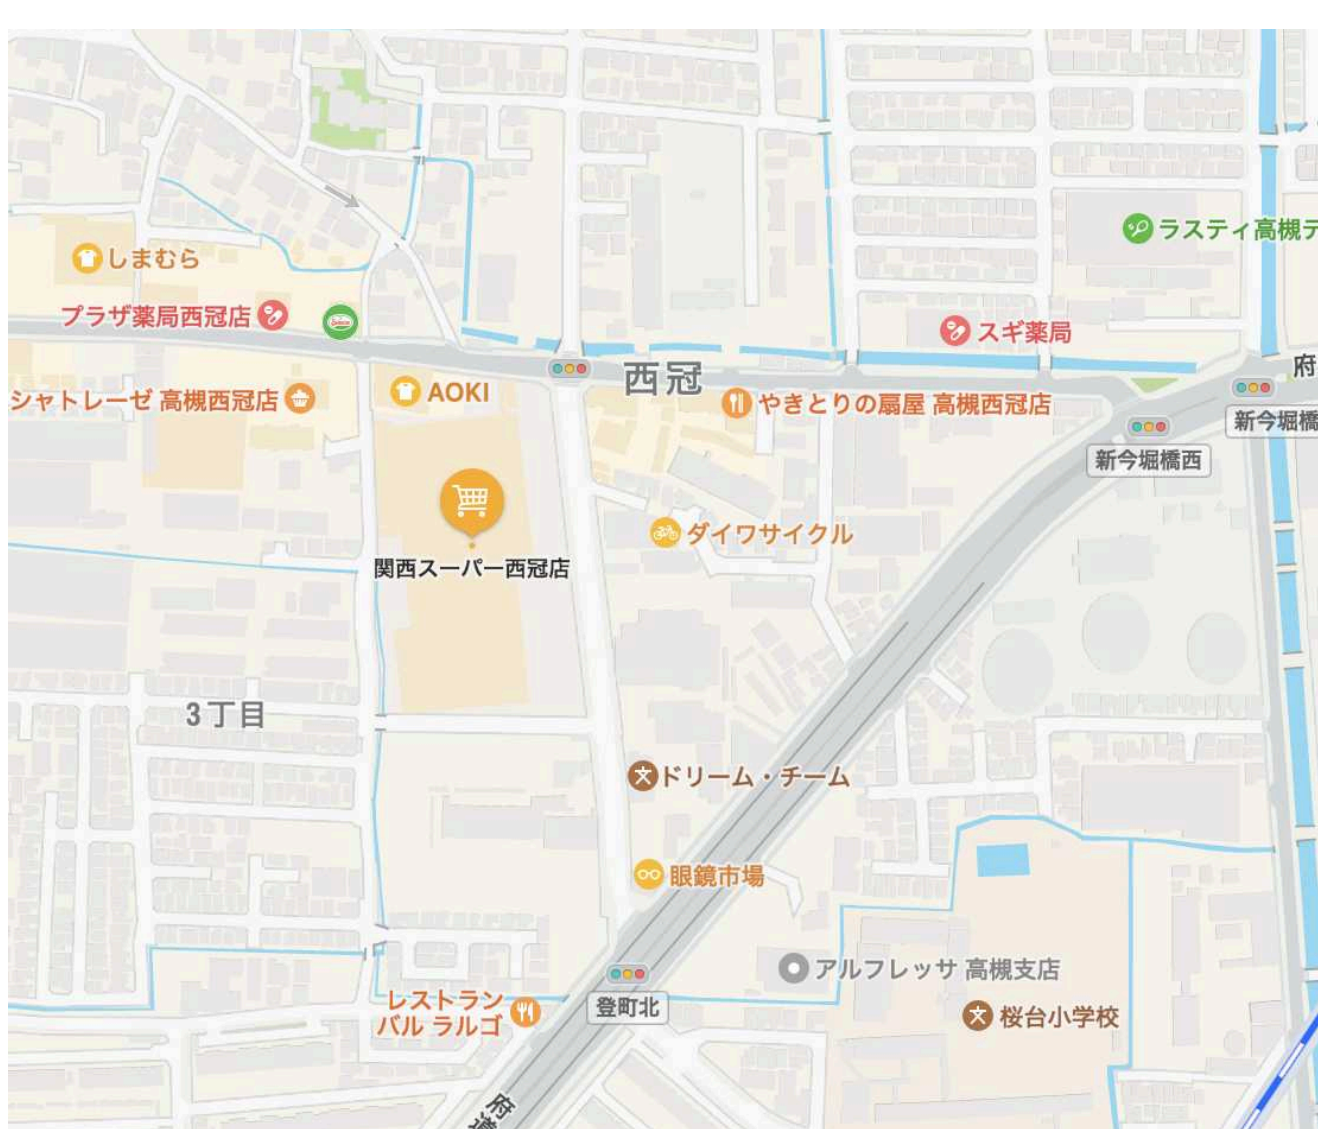 ラスティ高槻テ
しまむら
プラザ薬局西冠店
スギ薬局
府
西冠
シャトレーゼ 高槻西冠店
AOKI
やきとりの扇屋 高槻西冠店
新今堀橋
新今堀橋西
ダイワサイクル
関西スーパー西冠店
3丁目
文
ドリーム・チーム
眼鏡市場
アルフレッサ 高槻支店
レストラン
バル ラルゴ
登町北
文
桜台小学校
府道